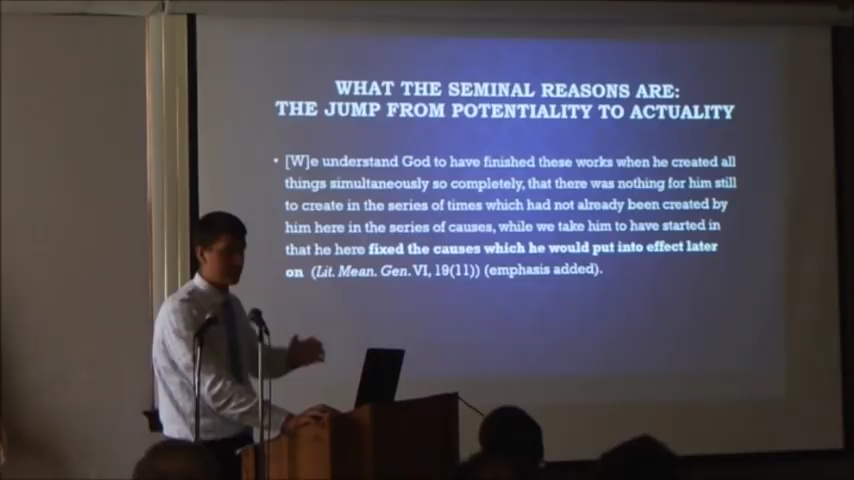 WHAT THE SEMINAL REASONS ARE:
THE JUMP FROM POTENTIALITY TO ACTUALITY
• [W]e understand God to have finished these works when he created all
things simultaneously so completely, that there was nothing for him still
to create in the series of times which had not already been created by
him here in the series of causes, while we take him to have started in
that he here fixed the causes which he would put into effect later
on (Lit. Mean. Gen. VI, 19(11)) (emphasis added).